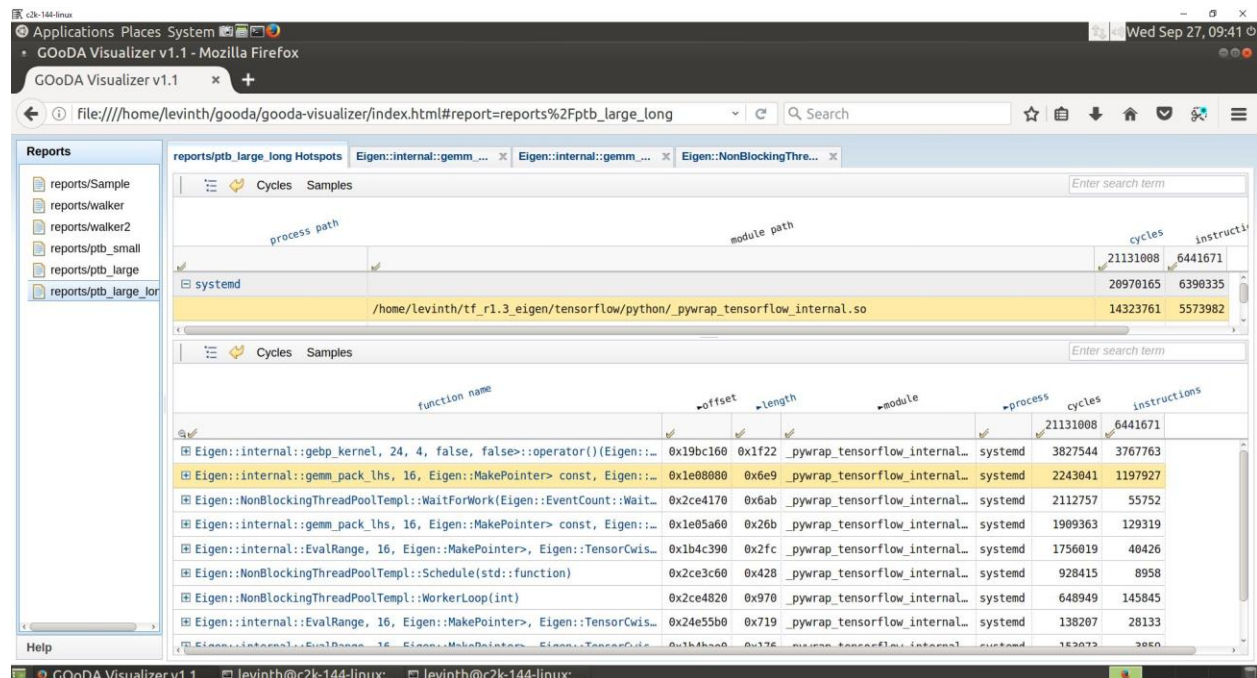 c2k-144-linux
Applications Places System Wed Sep 27, 09:41
GOoDA Visualizer v1.1 - Mozilla Firefox
GOoDA Visualizer v1.1
file:////home/levinth/gooda/gooda-visualizer/index.html#report=reports%2Fptb_large_long Search
Reports
reports/Sample
reports/walker
reports/walker2
reports/ptb_small
reports/ptb_large
reports/ptb_large_lor
Help
reports/ptb_large_long Hotspots Eigen::internal::gemm_... Eigen::internal::gemm_... Eigen::NonBlockingThre...
Cycles Samples Enter search term
process path module path cycles instructi
21131008 6441671
systemd 20970165 6390335
/home/levinth/tf_r1.3_eigen/tensorflow/python/_pywrap_tensorflow_internal.so 14323761 5573982
Cycles Samples Enter search term
function name offset length module process cycles instructions
21131008 6441671
Eigen::internal::gebp_kernel, 24, 4, false, false>::operator()(Eigen::… 0x19bc160 0x1f22 _pywrap_tensorflow_internal… systemd 3827544 3767763
Eigen::internal::gemm_pack_lhs, 16, Eigen::MakePointer> const, Eigen::… 0x1e08080 0x6e9 _pywrap_tensorflow_internal… systemd 2243041 1197927
Eigen::NonBlockingThreadPoolTempl::WaitForWork(Eigen::EventCount::Wait… 0x2ce4170 0x6ab _pywrap_tensorflow_internal… systemd 2112757 55752
Eigen::internal::gemm_pack_lhs, 16, Eigen::MakePointer> const, Eigen::… 0x1e05a60 0x26b _pywrap_tensorflow_internal… systemd 1909363 129319
Eigen::internal::EvalRange, 16, Eigen::MakePointer>, Eigen::TensorCwis… 0x1b4c390 0x2fc _pywrap_tensorflow_internal… systemd 1756019 40426
Eigen::NonBlockingThreadPoolTempl::Schedule(std::function) 0x2ce3c60 0x428 _pywrap_tensorflow_internal… systemd 928415 8958
Eigen::NonBlockingThreadPoolTempl::WorkerLoop(int) 0x2ce4820 0x970 _pywrap_tensorflow_internal… systemd 648949 145845
Eigen::internal::EvalRange, 16, Eigen::MakePointer>, Eigen::TensorCwis… 0x24e55b0 0x719 _pywrap_tensorflow_internal… systemd 138207 28133
GOoDA Visualizer v1.1 levinth@c2k-144-linux: levinth@c2k-144-linux: